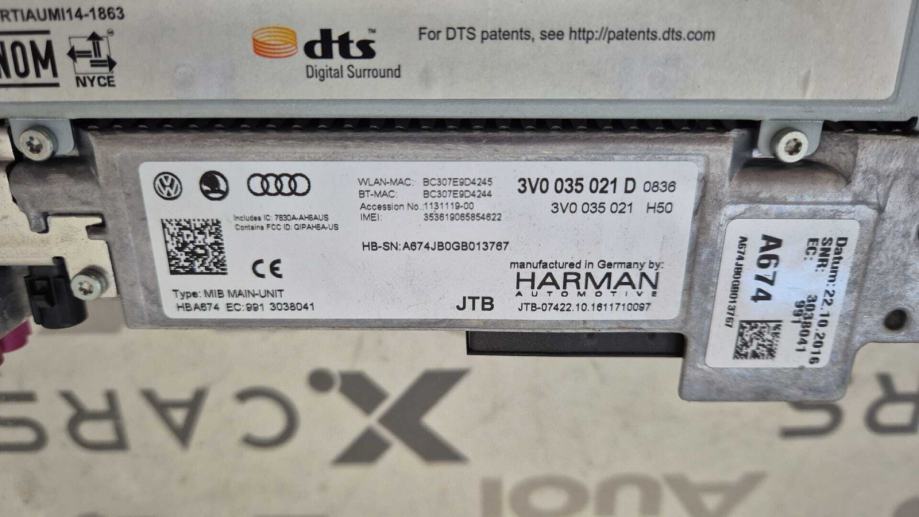 RTIAUMI14-1863
NOM
NYCE
dts™
Digital Surround
For DTS patents, see http://patents.dts.com
WLAN-MAC: BC307E9D4245
BT-MAC: BC307E9D4244
Accession No.: 1131119-00
IMEI: 353619065854622
3V0 035 021 D 0836
3V0 035 021 H50
Includes IC: 7830A-AH6AUS
Contains FCC ID: QIPAH6A-US
HB-SN:A674JB0GB013767
CE
Type: MIB MAIN-UNIT
HBA674 EC:991 3038041
JTB
manufactured in Germany by:
HARMAN
AUTOMOTIVE
JTB-07422.10.1611710097
Datum: 22.10.2016
SNR: 3038041
EC: 991
A674
A674JB0GB013767
X.CARS
CARS
Audi